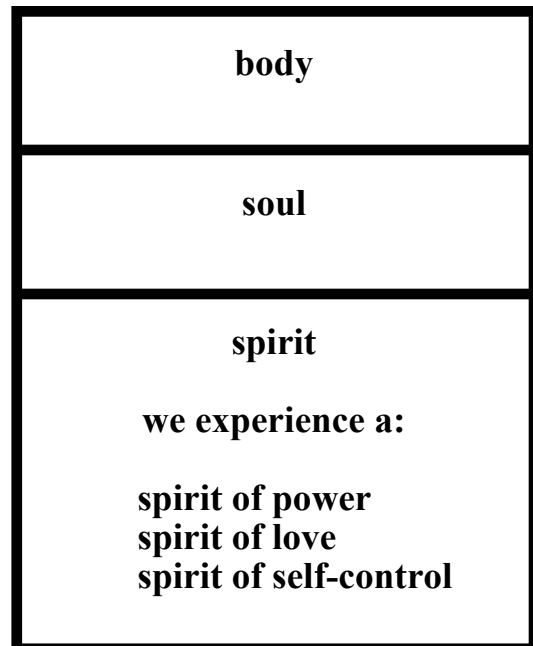 body
soul
spirit
we experience a:
spirit of power
spirit of love
spirit of self-control